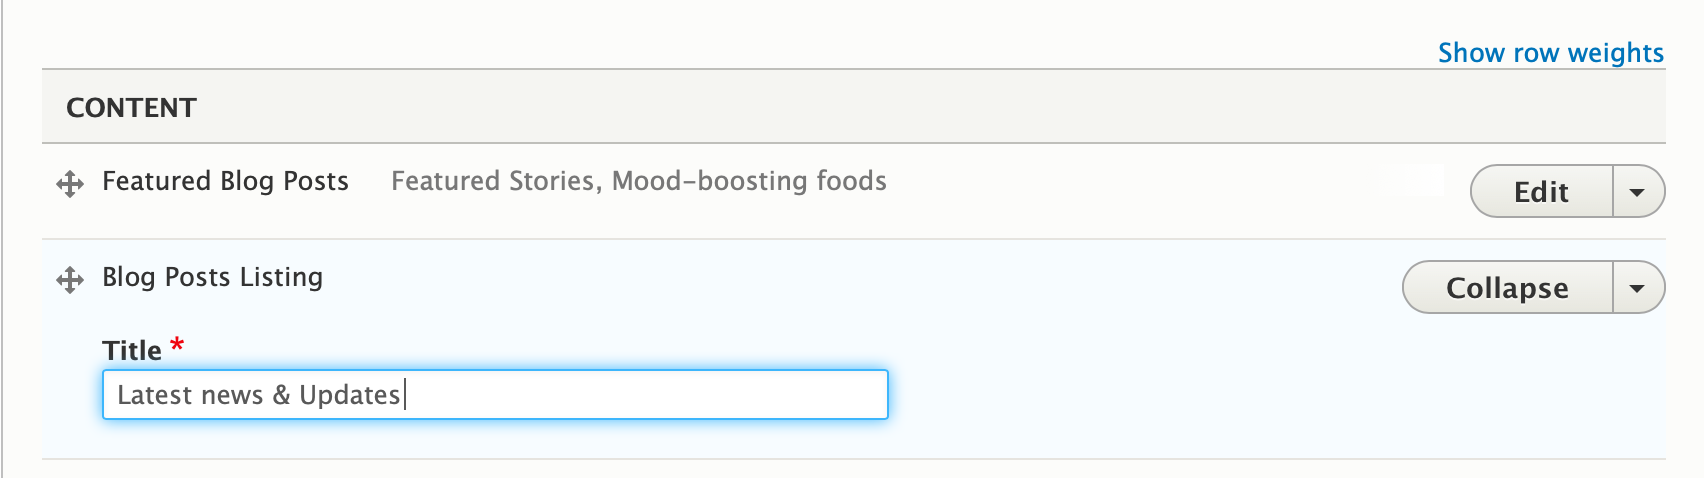 Show row weights
CONTENT
Featured Blog Posts Featured Stories, Mood-boosting foods Edit
Blog Posts Listing Collapse
Title *
Latest news & Updates